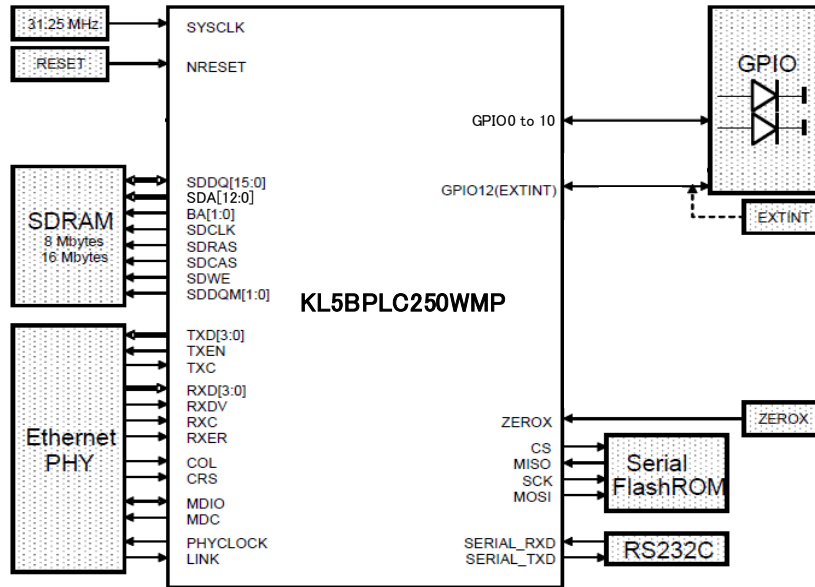 31.25 MHz
RESET
SYSCLK
NRESET
GPIO
GPIO0 to 10
GPIO12(EXTINT)
EXTINT
SDRAM
8 Mbytes
16 Mbytes
SDDQ[15:0]
SDA[12:0]
BA[1:0]
SDCLK
SDRAS
SDCAS
SDWE
SDDQM[1:0]
KL5BPLC250WMP
Ethernet
PHY
TXD[3:0]
TXEN
TXC
RXD[3:0]
RXDV
RXC
RXER
COL
CRS
MDIO
MDC
PHYCLOCK
LINK
ZEROX
ZEROX
CS
MISO
SCK
MOSI
Serial
FlashROM
SERIAL_RXD
SERIAL_TXD
RS232C